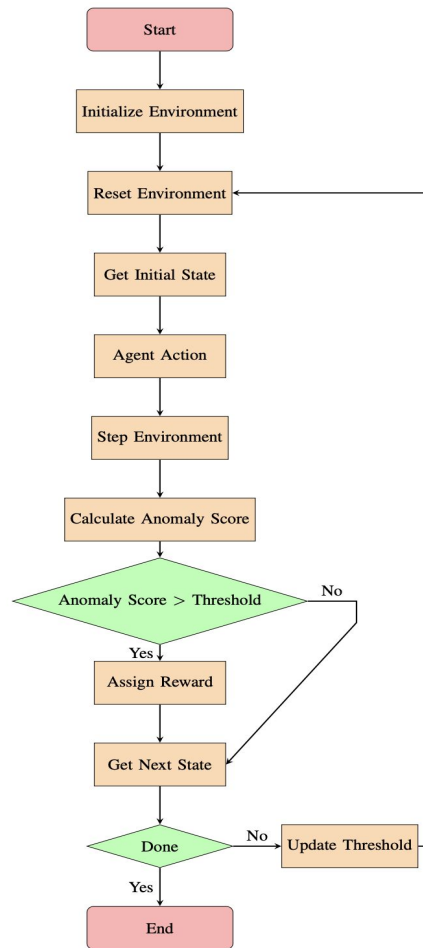 Start
Initialize Environment
Reset Environment
Get Initial State
Agent Action
Step Environment
Calculate Anomaly Score
Anomaly Score > Threshold
No
Yes
Assign Reward
Get Next State
Done
No
Update Threshold
Yes
End